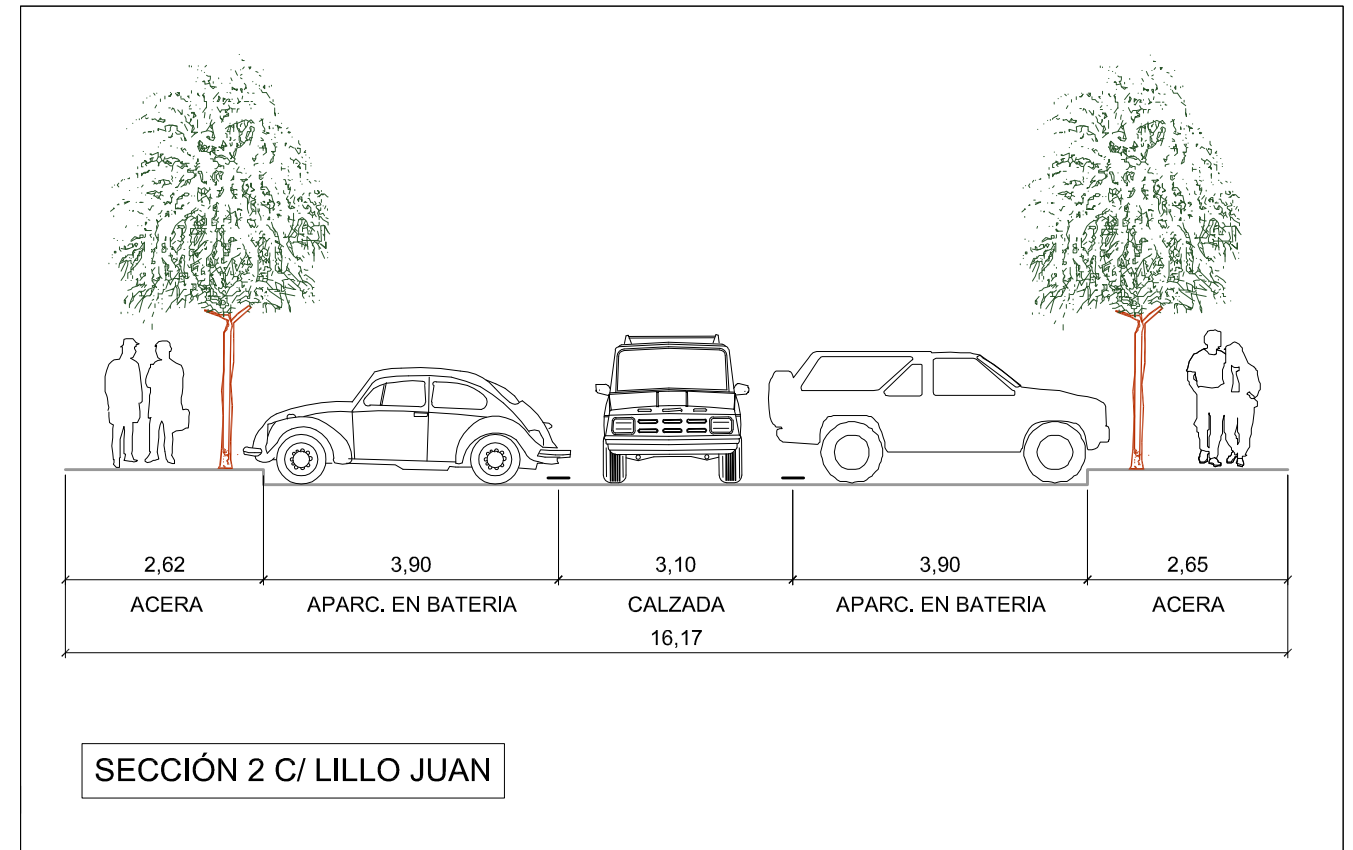 2,62 3,90 3,10 3,90 2,65
ACERA APARC. EN BATERIA CALZADA APARC. EN BATERIA ACERA
16,17
SECCIÓN 2 C/ LILLO JUAN